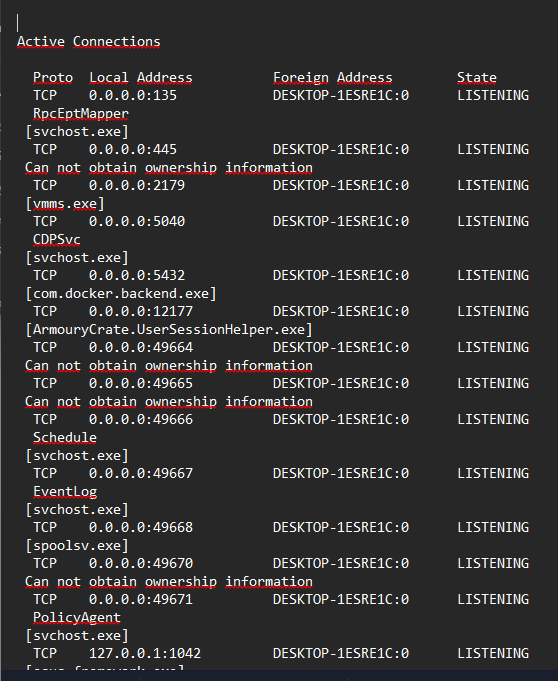 Active Connections
Proto  Local Address          Foreign Address        State
TCP    0.0.0.0:135            DESKTOP-1ESRE1C:0      LISTENING
RpcEptMapper
[svchost.exe]
TCP    0.0.0.0:445            DESKTOP-1ESRE1C:0      LISTENING
Can not obtain ownership information
TCP    0.0.0.0:2179           DESKTOP-1ESRE1C:0      LISTENING
[vmms.exe]
TCP    0.0.0.0:5040           DESKTOP-1ESRE1C:0      LISTENING
CDPSvc
[svchost.exe]
TCP    0.0.0.0:5432           DESKTOP-1ESRE1C:0      LISTENING
[com.docker.backend.exe]
TCP    0.0.0.0:12177          DESKTOP-1ESRE1C:0      LISTENING
[ArmouryCrate.UserSessionHelper.exe]
TCP    0.0.0.0:49664          DESKTOP-1ESRE1C:0      LISTENING
Can not obtain ownership information
TCP    0.0.0.0:49665          DESKTOP-1ESRE1C:0      LISTENING
Can not obtain ownership information
TCP    0.0.0.0:49666          DESKTOP-1ESRE1C:0      LISTENING
Schedule
[svchost.exe]
TCP    0.0.0.0:49667          DESKTOP-1ESRE1C:0      LISTENING
EventLog
[svchost.exe]
TCP    0.0.0.0:49668          DESKTOP-1ESRE1C:0      LISTENING
[spoolsv.exe]
TCP    0.0.0.0:49670          DESKTOP-1ESRE1C:0      LISTENING
Can not obtain ownership information
TCP    0.0.0.0:49671          DESKTOP-1ESRE1C:0      LISTENING
PolicyAgent
[svchost.exe]
TCP    127.0.0.1:1042         DESKTOP-1ESRE1C:0      LISTENING